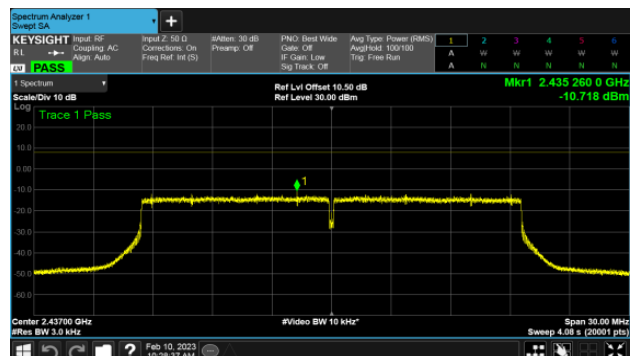 Spectrum Analyzer 1
Swept SA
+
KEYSIGHT Input: RF Input Z: 50 Ω #Atten: 30 dB PNO: Best Wide Avg Type: Power (RMS) 1 2 3 4 5 6
RL Coupling: AC Corrections: On Preamp: Off Gate: Off Avg|Hold: 100/100 A W W W W W
Align: Auto Freq Ref: Int (S) IF Gain: Low Trig: Free Run
LXI PASS Sig Track: Off A N N N N N
1 Spectrum Ref Lvl Offset 10.50 dB Mkr1 2.435 260 0 GHz
Scale/Div 10 dB Ref Level 30.00 dBm -10.718 dBm
Log
Trace 1 Pass
20.0
10.0
0.00
-10.0
1
-20.0
-30.0
-40.0
-50.0
-60.0
Center 2.43700 GHz #Video BW 10 kHz* Span 30.00 MHz
#Res BW 3.0 kHz Sweep 4.08 s (20001 pts)
? Feb 10, 2023
10:28:37 AM